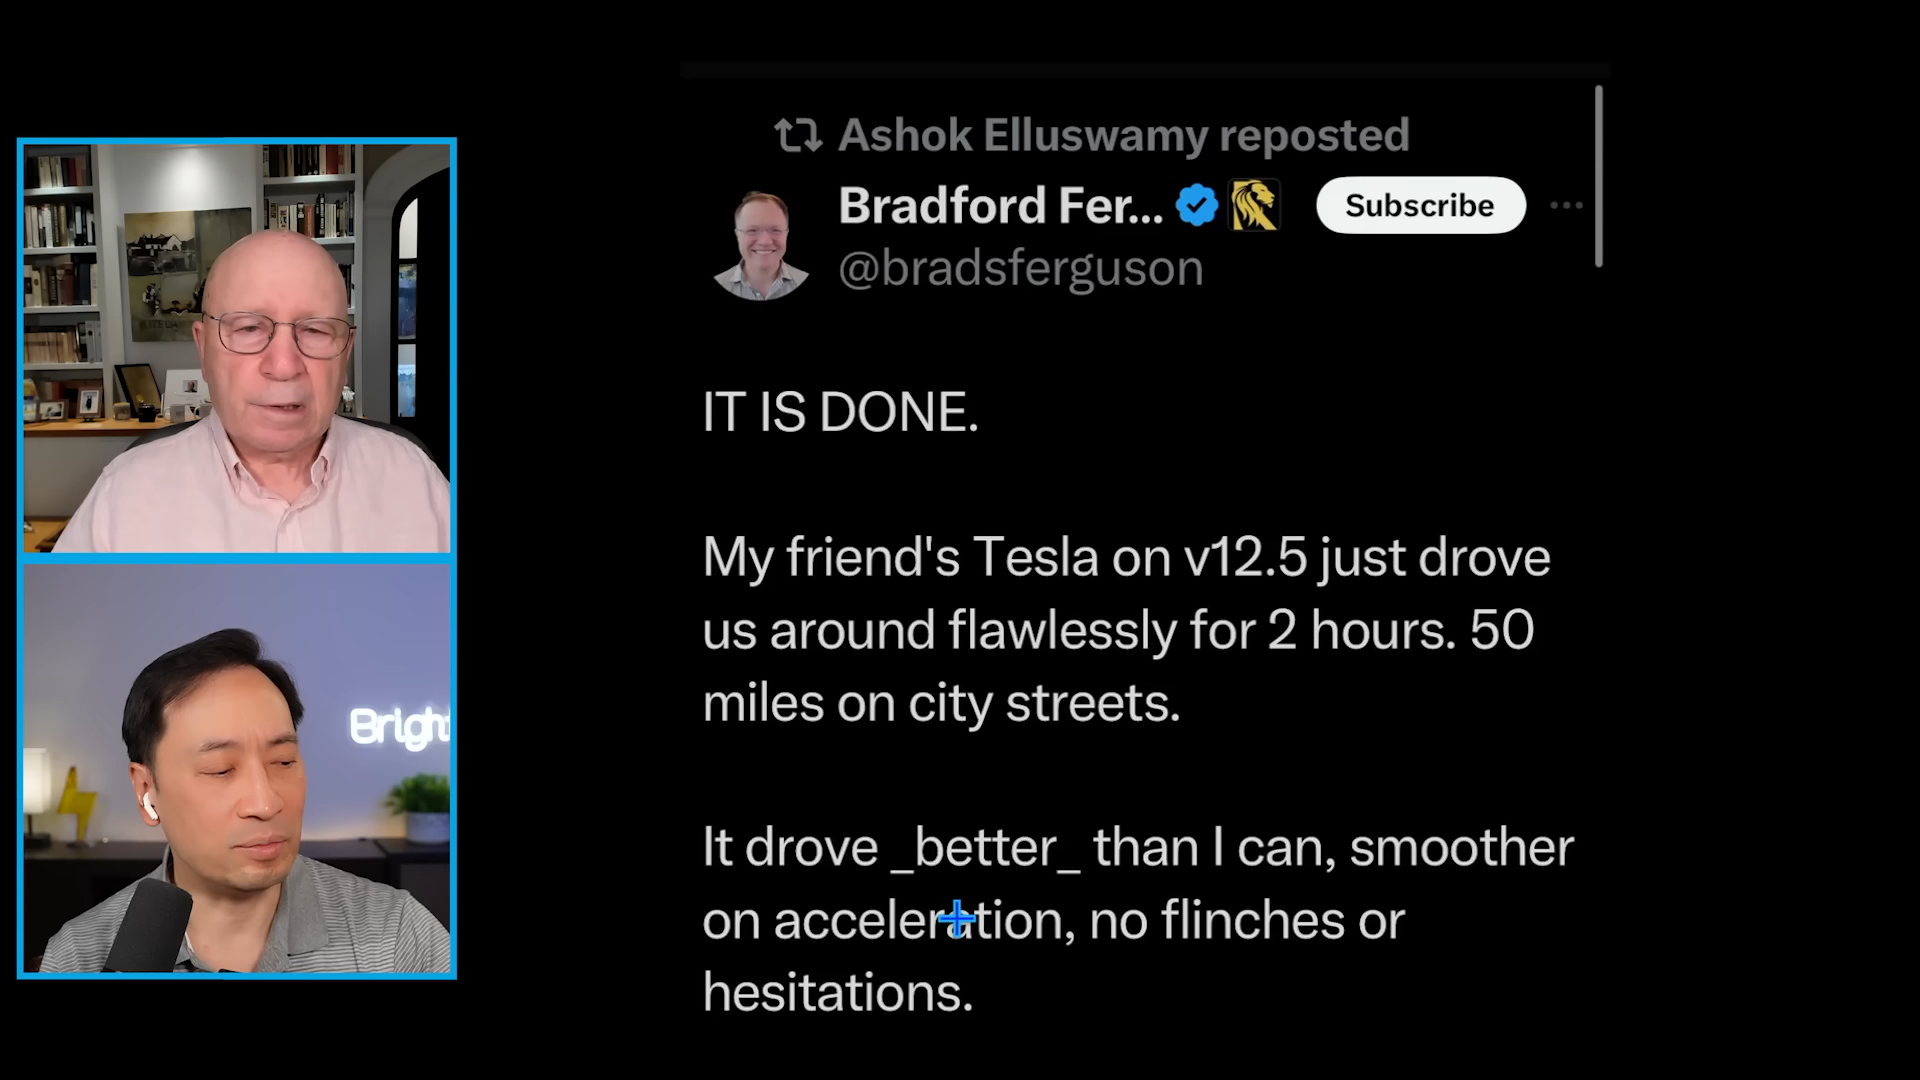 Ashok Elluswamy reposted
Bradford Fer...
Subscribe
@bradsferguson
IT IS DONE.
My friend's Tesla on v12.5 just drove
us around flawlessly for 2 hours. 50
miles on city streets.
It drove _better_ than I can, smoother
on acceleration, no flinches or
hesitations.
Bright